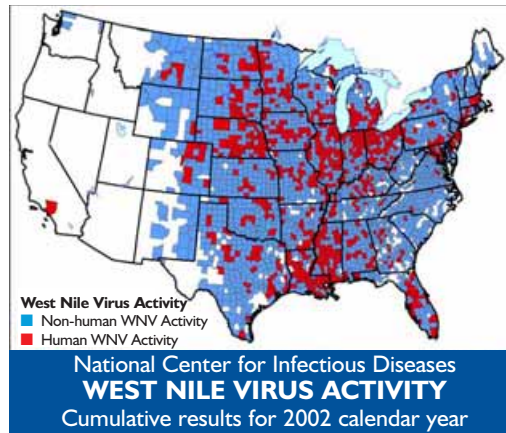 West Nile Virus Activity
Non-human WNV Activity
Human WNV Activity
National Center for Infectious Diseases
WEST NILE VIRUS ACTIVITY
Cumulative results for 2002 calendar year